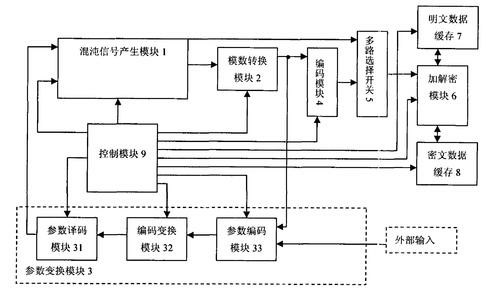 混沌信号产生模块 1
模数转换
模块 2
编码模块 4
多路选择开关 5
明文数据
缓存 7
加解密
模块 6
密文数据
缓存 8
控制模块 9
参数译码
模块 31
编码变换
模块 32
参数编码
模块 33
外部输入
参数变换模块 3